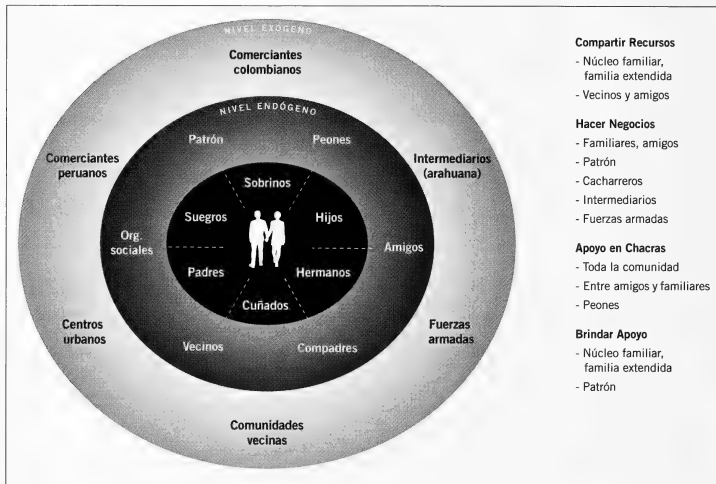 NIVEL EXÓGENO
Comerciantes
colombianos
NIVEL ENDÓGENO
Patrón
Peones
Comerciantes
peruanos
Intermediarios
(arahuana)
Sobrinos
Suegros
Hijos
Org.
sociales
Amigos
Padres
Hermanos
Cuñados
Centros
urbanos
Fuerzas
armadas
Vecinos
Compadres
Comunidades
vecinas
Compartir Recursos
- Núcleo familiar,
familia extendida
- Vecinos y amigos
Hacer Negocios
- Familiares, amigos
- Patrón
- Cacharreros
- Intermediarios
- Fuerzas armadas
Apoyo en Chacras
- Toda la comunidad
- Entre amigos y familiares
- Peones
Brindar Apoyo
- Núcleo familiar,
familia extendida
- Patrón